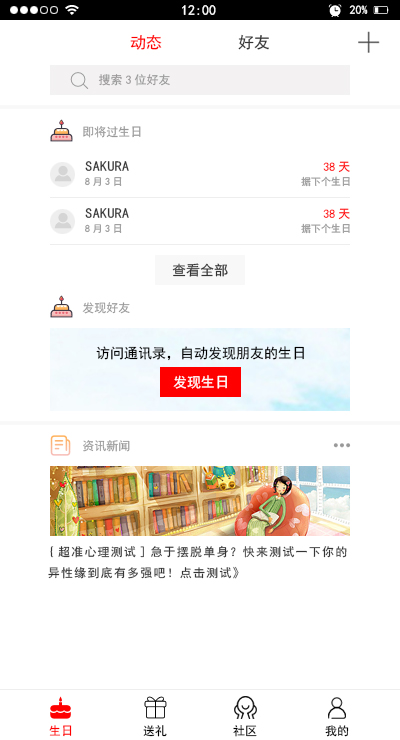 12:00
20%
动态
好友
搜索 3 位好友
即将过生日
SAKURA
38 天
8 月 3 日
据下个生日
SAKURA
38 天
8 月 3 日
据下个生日
查看全部
发现好友
访问通讯录，自动发现朋友的生日
发现生日
资讯新闻
[ 超准心理测试 ] 急于摆脱单身？快来测试一下你的
异性缘到底有多强吧！点击测试》
生日
送礼
社区
我的